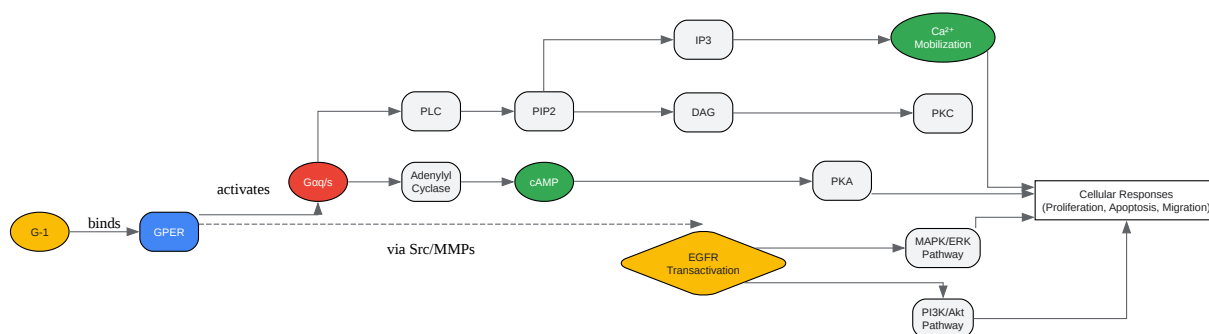 IP3
Ca²⁺
Mobilization
PLC
PIP2
DAG
PKC
activates
Gαq/s
Adenylyl
Cyclase
cAMP
PKA
Cellular Responses
(Proliferation, Apoptosis, Migration)
G-1
binds
GPER
via Src/MMPs
EGFR
Transactivation
MAPK/ERK
Pathway
PI3K/Akt
Pathway